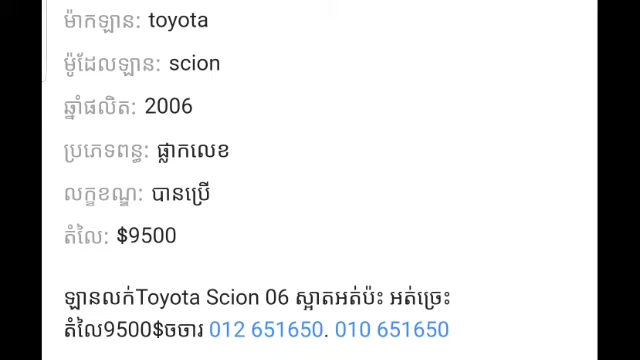 ម៉ាកឡាន: toyota
ម៉ូដែលឡាន: scion
ឆ្នាំផលិត: 2006
ប្រភេទពន្ធ: ផ្លាកលេខ
លក្ខខណ្ឌ: បានប្រើ
តំលៃ: $9500
ឡានលក់Toyota Scion 06 ស្អាតអត់ប៉ះ អត់ច្រេះ
តំលៃ9500$ចចារ 012 651650. 010 651650